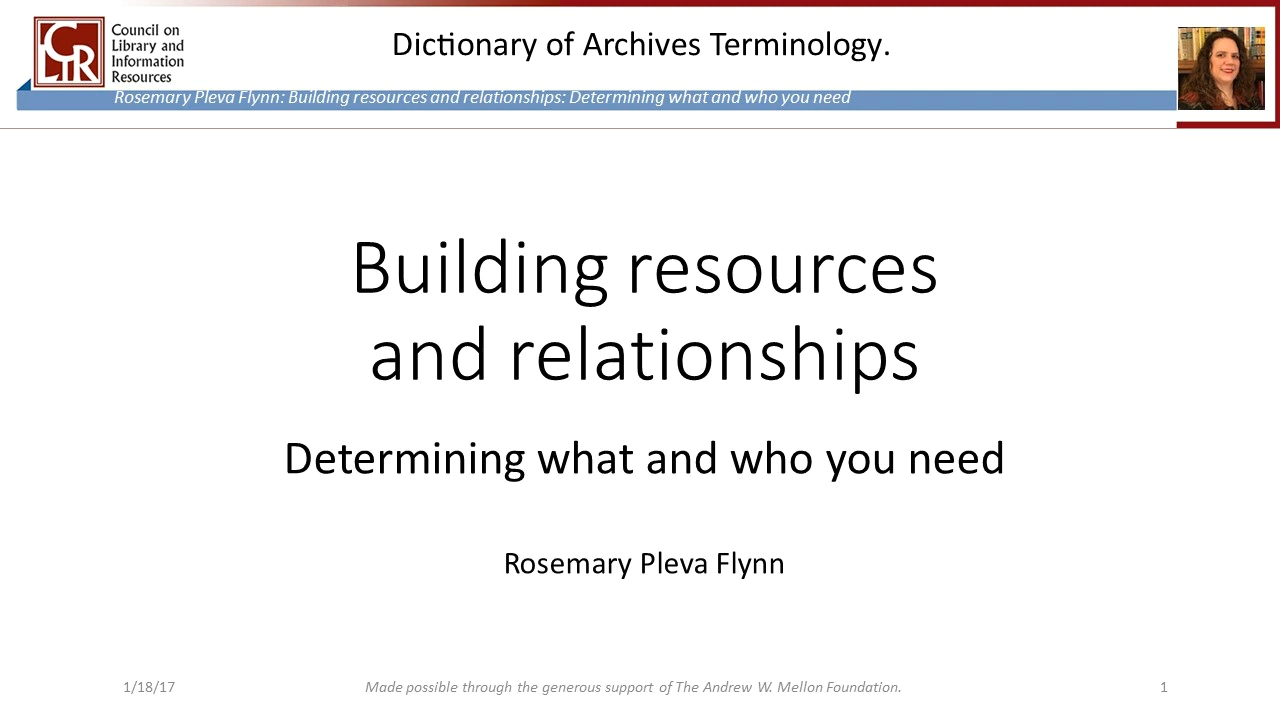 CLIR
Council on
Library and
Information
Resources
Dictionary of Archives Terminology.
Rosemary Pleva Flynn: Building resources and relationships: Determining what and who you need
Building resources
and relationships
Determining what and who you need
Rosemary Pleva Flynn
1/18/17
Made possible through the generous support of The Andrew W. Mellon Foundation.
1